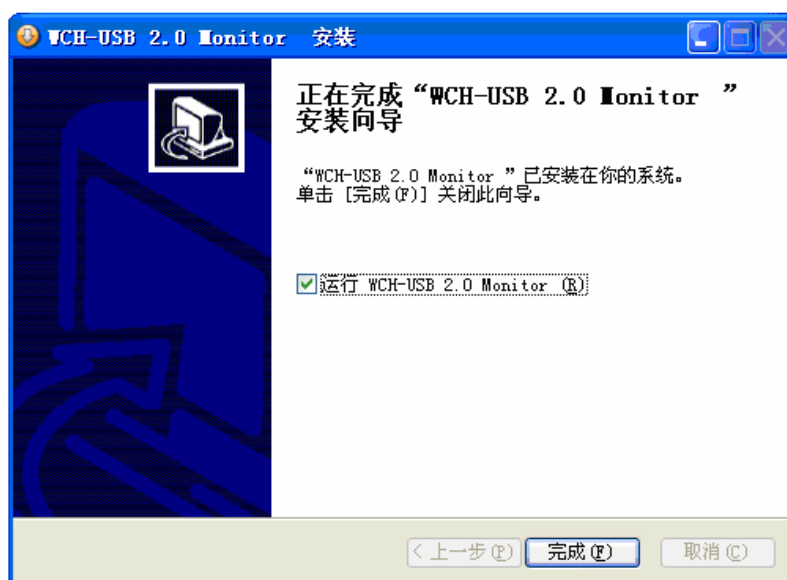 WCH-USB 2.0 Monitor 安装
正在完成“WCH-USB 2.0 Monitor ”
安装向导
“WCH-USB 2.0 Monitor ”已安装在你的系统。
单击 [完成(F)] 关闭此向导。
运行 WCH-USB 2.0 Monitor (R)
< 上一步(P) 完成(F) 取消(C)